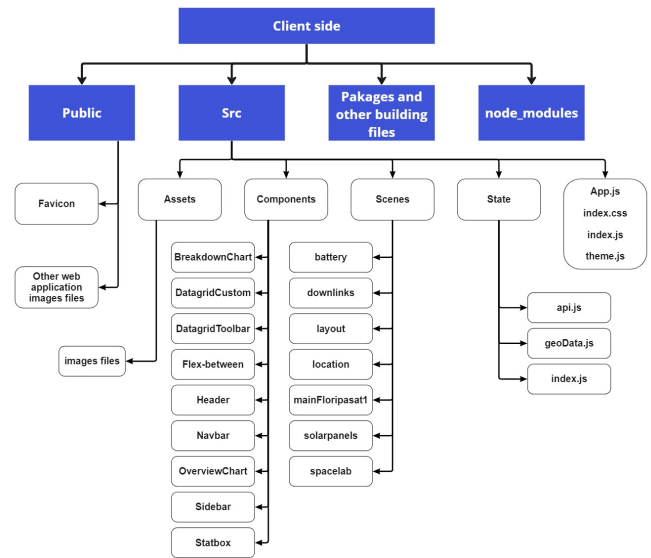 Client side
Public
Src
Pakages and
other building
files
node_modules
Favicon
Other web
application
images files
Assets
Components
Scenes
State
App.js
index.css
index.js
theme.js
images files
BreakdownChart
DatagridCustom
DatagridToolbar
Flex-between
Header
Navbar
OverviewChart
Sidebar
Statbox
battery
downlinks
layout
location
mainFloripasat1
solarpanels
spacelab
api.js
geoData.js
index.js